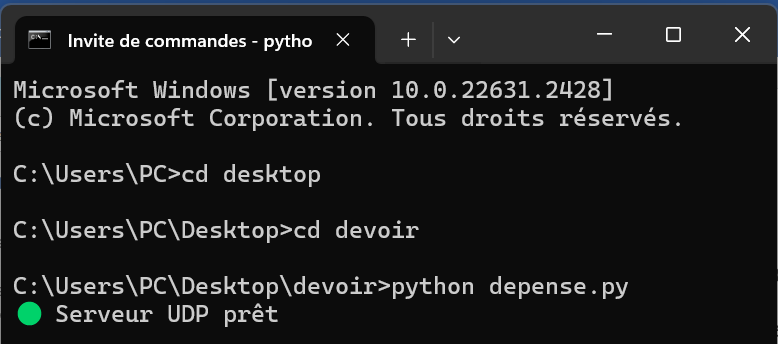 Invite de commandes - pytho
Microsoft Windows [version 10.0.22631.2428]
(c) Microsoft Corporation. Tous droits réservés.
C:\Users\PC>cd desktop
C:\Users\PC\Desktop>cd devoir
C:\Users\PC\Desktop\devoir>python depense.py
🟢 Serveur UDP prêt